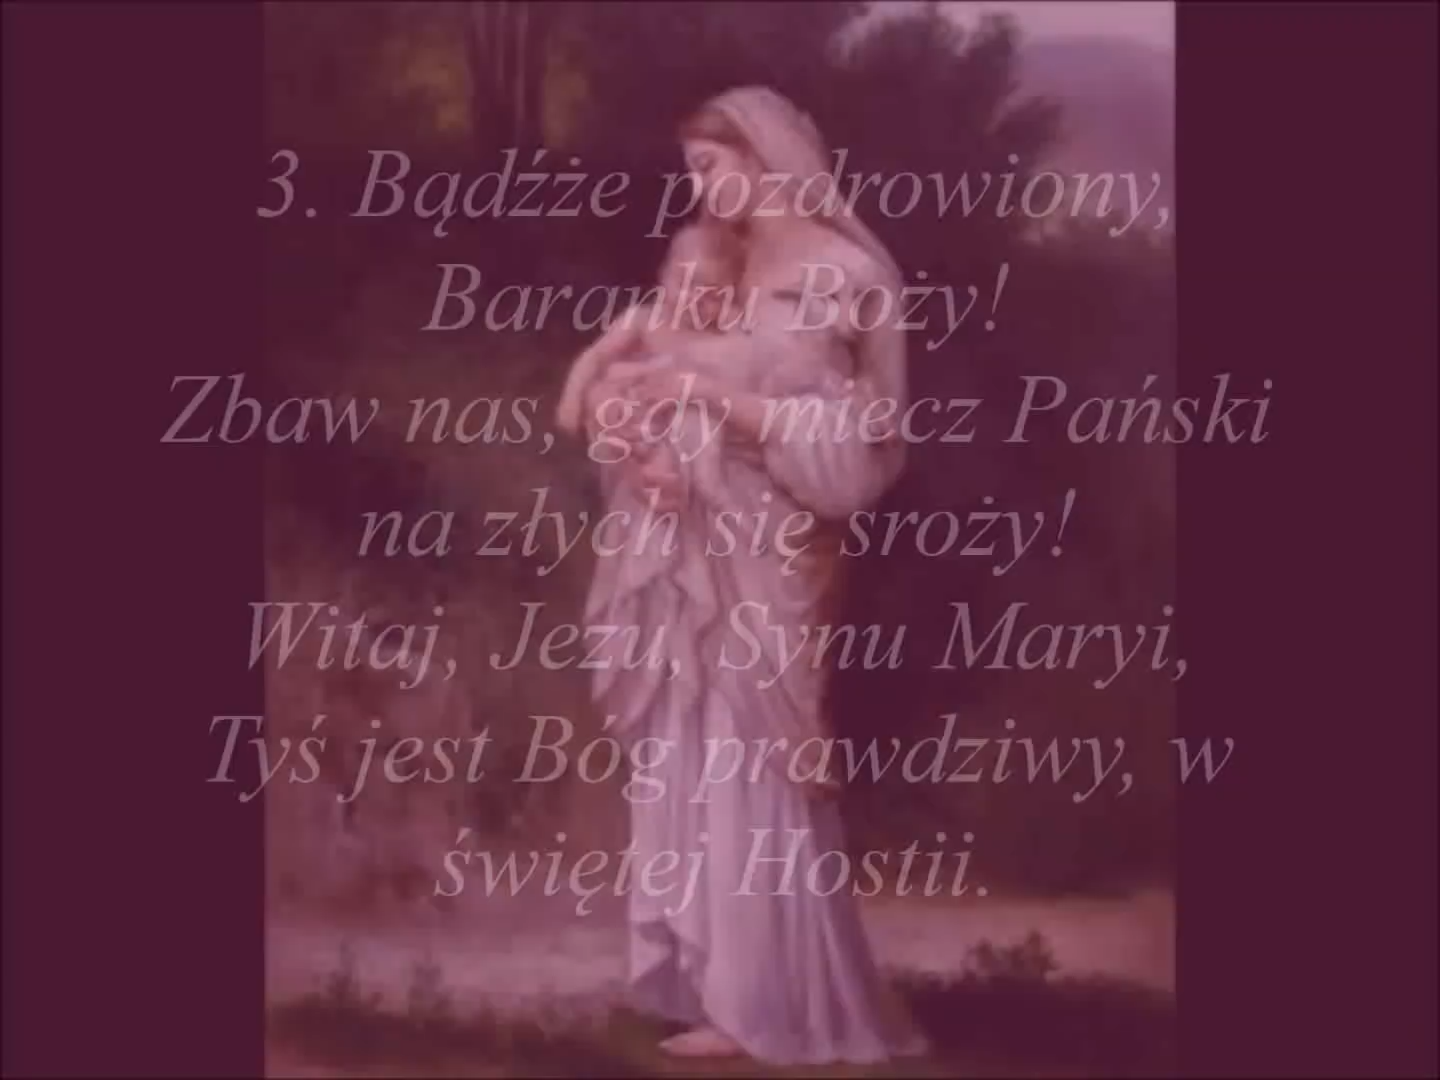 3. Bądźże pozdrowiony,
Baranku Boży!
Zbaw nas, gdy miecz Pański
na złych się sroży!
Witaj, Jezu, Synu Maryi,
Tyś jest Bóg prawdziwy, w
świętej Hostii.